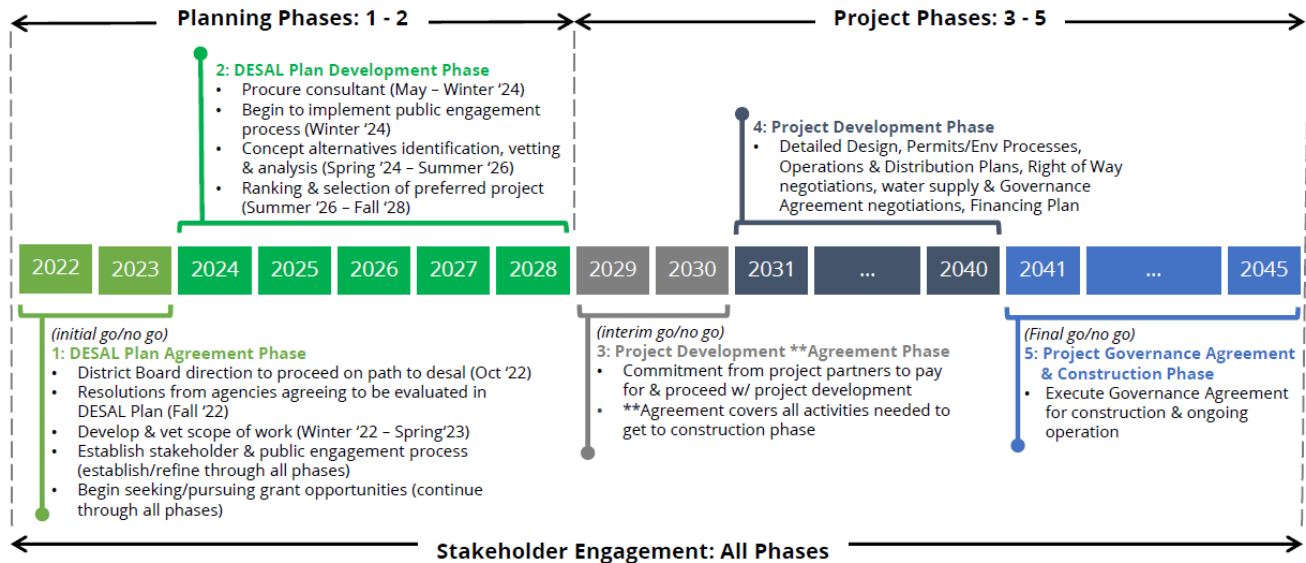 Planning Phases: 1 - 2
Project Phases: 3 - 5
2: DESAL Plan Development Phase
• Procure consultant (May – Winter ‘24)
• Begin to implement public engagement
process (Winter ‘24)
• Concept alternatives identification, vetting
& analysis (Spring ‘24 – Summer ‘26)
• Ranking & selection of preferred project
(Summer ‘26 – Fall ‘28)
4: Project Development Phase
• Detailed Design, Permits/Env Processes,
Operations & Distribution Plans, Right of Way
negotiations, water supply & Governance
Agreement negotiations, Financing Plan
2022 2023 2024 2025 2026 2027 2028 2029 2030 2031 ... 2040 2041 ... 2045
(initial go/no go)
1: DESAL Plan Agreement Phase
• District Board direction to proceed on path to desal (Oct ‘22)
• Resolutions from agencies agreeing to be evaluated in
DESAL Plan (Fall ‘22)
• Develop & vet scope of work (Winter ‘22 – Spring‘23)
• Establish stakeholder & public engagement process
(establish/refine through all phases)
• Begin seeking/pursuing grant opportunities (continue
through all phases)
(interim go/no go)
3: Project Development **Agreement Phase
• Commitment from project partners to pay
for & proceed w/ project development
• **Agreement covers all activities needed to
get to construction phase
(Final go/no go)
5: Project Governance Agreement
& Construction Phase
• Execute Governance Agreement
for construction & ongoing
operation
Stakeholder Engagement: All Phases